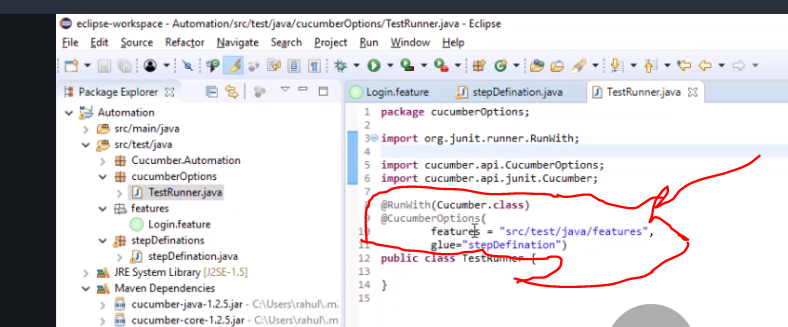 eclipse-workspace - Automation/src/test/java/cucumberOptions/TestRunner.java - Eclipse
File Edit Source Refactor Navigate Search Project Run Window Help
Package Explorer
Automation
src/main/java
src/test/java
Cucumber.Automation
cucumberOptions
TestRunner.java
features
Login.feature
stepDefinations
stepDefination.java
JRE System Library [J2SE-1.5]
Maven Dependencies
cucumber-java-1.2.5.jar - C:\Users\rahul\.m
cucumber-core-1.2.5.jar - C:\Users\rahul\.m
Login.feature stepDefination.java TestRunner.java
1 package cucumberOptions;
2
3 import org.junit.runner.RunWith;
4
5 import cucumber.api.CucumberOptions;
6 import cucumber.api.junit.Cucumber;
7
@RunWith(Cucumber.class)
@CucumberOptions(
10 features = "src/test/java/features",
11 glue="stepDefination")
12 public class TestRunner {
13
14 }
15